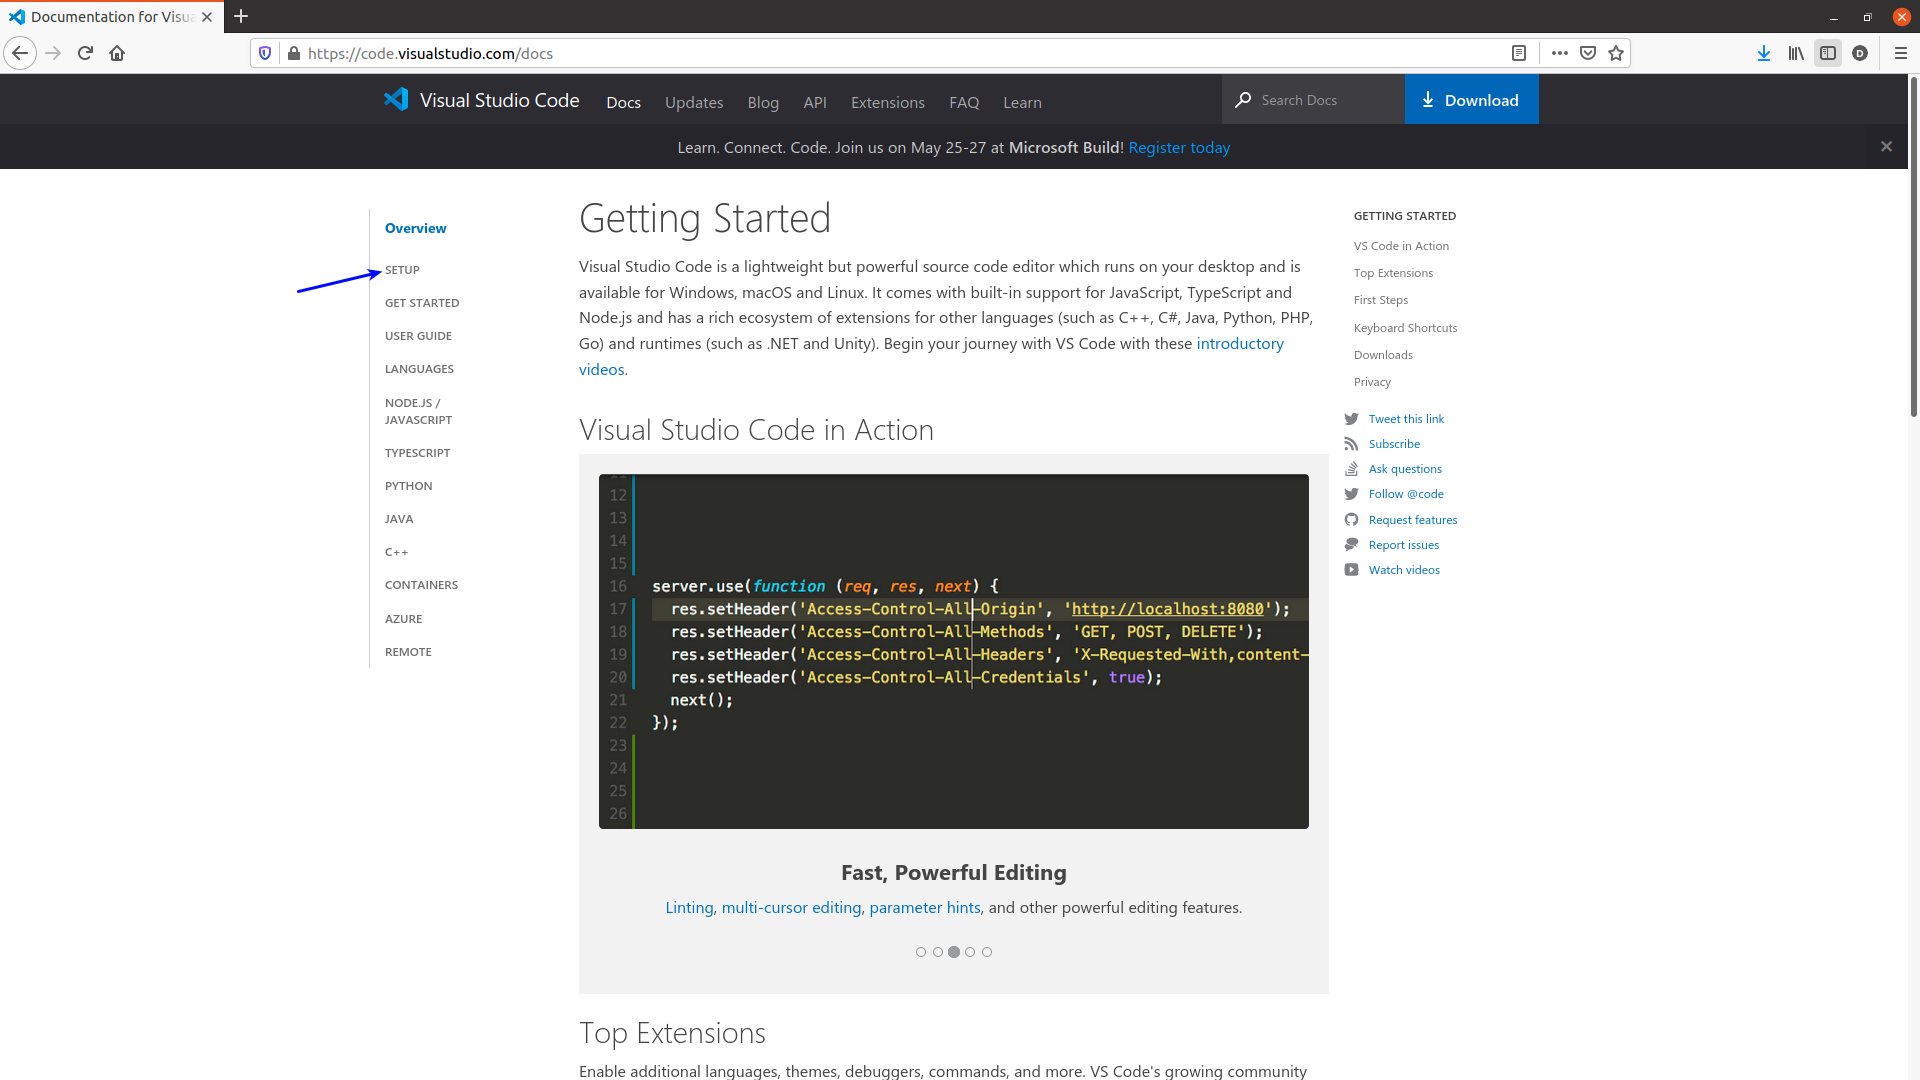 Documentation for Visua
https://code.visualstudio.com/docs
D
Visual Studio Code
Docs
Updates
Blog
API
Extensions
FAQ
Learn
Search Docs
Download
Learn. Connect. Code. Join us on May 25-27 at Microsoft Build! Register today
Overview
SETUP
GET STARTED
USER GUIDE
LANGUAGES
NODE.JS /
JAVASCRIPT
TYPESCRIPT
PYTHON
JAVA
C++
CONTAINERS
AZURE
REMOTE
Getting Started
Visual Studio Code is a lightweight but powerful source code editor which runs on your desktop and is
available for Windows, macOS and Linux. It comes with built-in support for JavaScript, TypeScript and
Node.js and has a rich ecosystem of extensions for other languages (such as C++, C#, Java, Python, PHP,
Go) and runtimes (such as .NET and Unity). Begin your journey with VS Code with these introductory
videos.
Visual Studio Code in Action
12
13
14
15
16 server.use(function (req, res, next) {
17 res.setHeader('Access-Control-All-Origin', 'http://localhost:8080');
18 res.setHeader('Access-Control-All-Methods', 'GET, POST, DELETE');
19 res.setHeader('Access-Control-All-Headers', 'X-Requested-With,content-
20 res.setHeader('Access-Control-All-Credentials', true);
21 next();
22 });
23
24
25
26
Fast, Powerful Editing
Linting, multi-cursor editing, parameter hints, and other powerful editing features.
Top Extensions
Enable additional languages, themes, debuggers, commands, and more. VS Code's growing community
GETTING STARTED
VS Code in Action
Top Extensions
First Steps
Keyboard Shortcuts
Downloads
Privacy
Tweet this link
Subscribe
Ask questions
Follow @code
Request features
Report issues
Watch videos